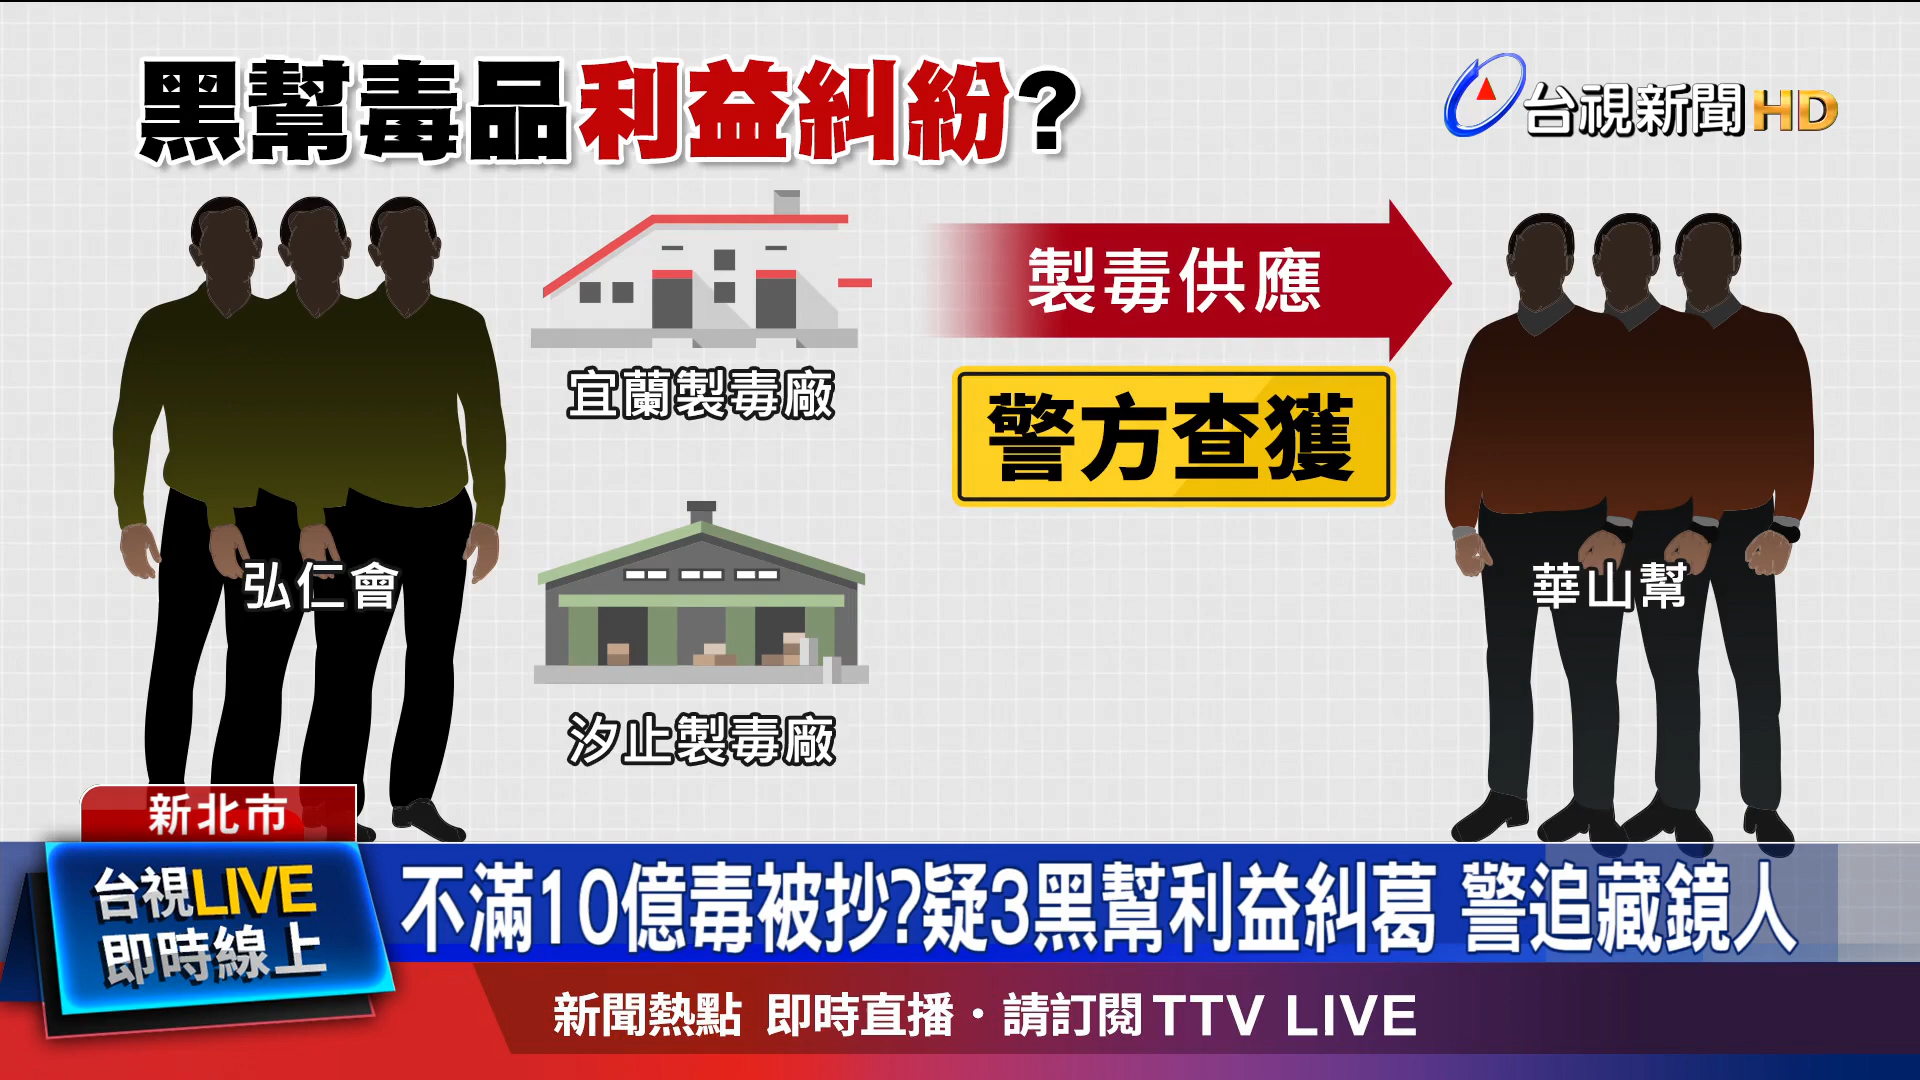 黑幫毒品利益糾紛?
台視新聞HD
製毒供應
宜蘭製毒廠
警方查獲
弘仁會
華山幫
汐止製毒廠
新北市
台視LIVE
即時線上
不滿10億毒被抄?疑3黑幫利益糾葛 警追藏鏡人
新聞熱點 即時直播・請訂閱TTV LIVE